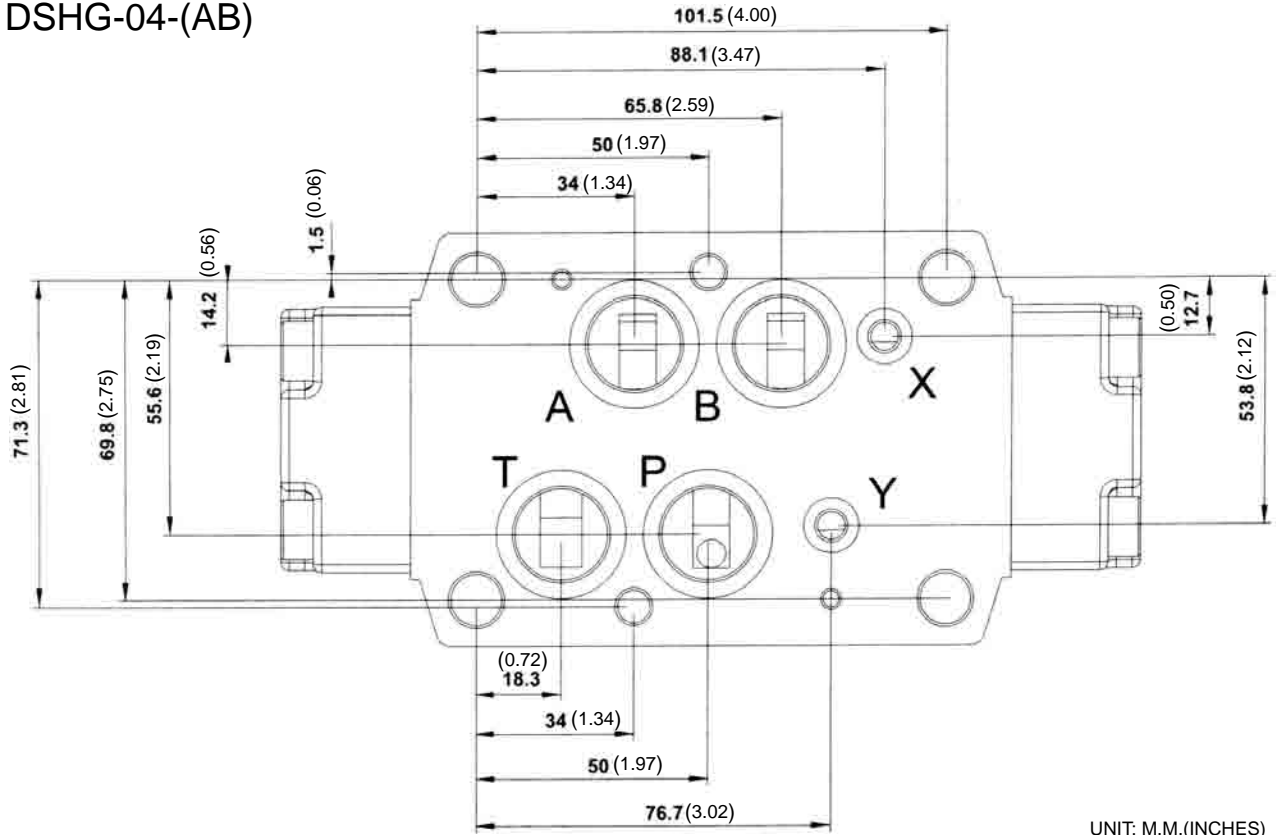 DSHG-04-(AB)
101.5 (4.00)
88.1 (3.47)
65.8 (2.59)
50 (1.97)
34 (1.34)
1.5 (0.06)
14.2 (0.56)
55.6 (2.19)
69.8 (2.75)
71.3 (2.81)
12.7 (0.50)
53.8 (2.12)
A
B
X
T
P
Y
(0.72)
18.3
34 (1.34)
50 (1.97)
76.7 (3.02)
UNIT: M.M.(INCHES)